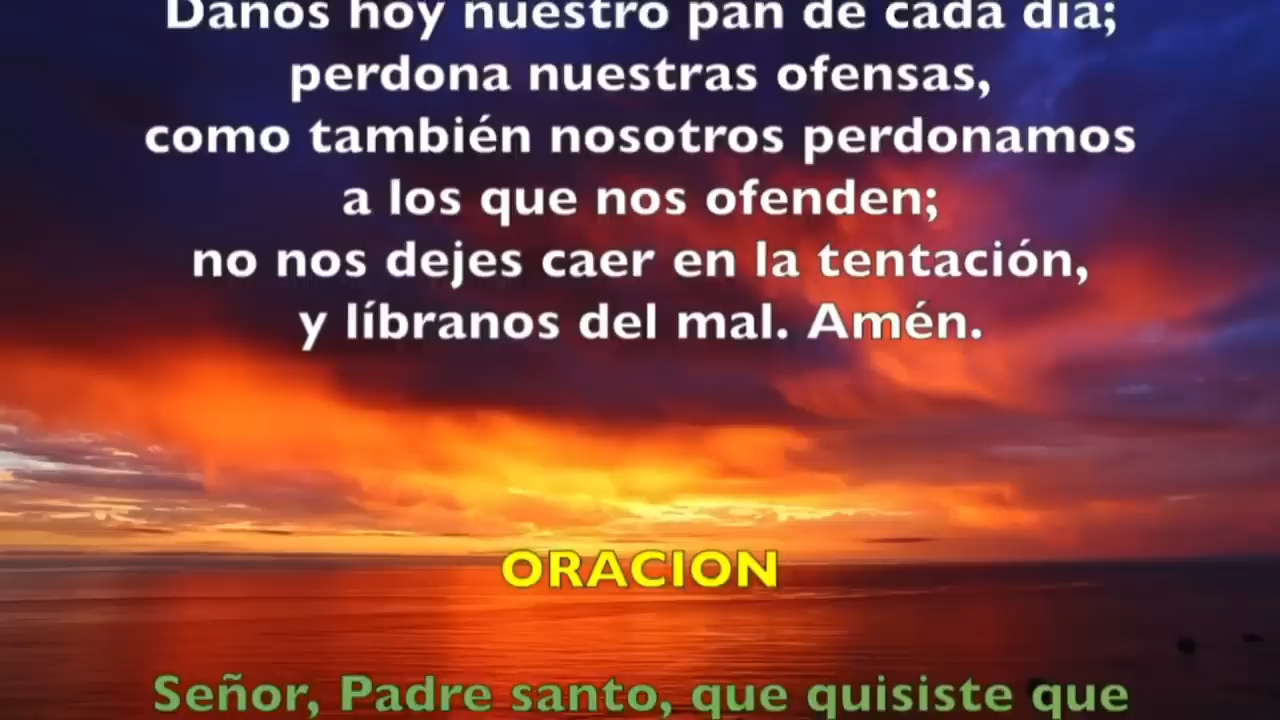 Danos hoy nuestro pan de cada día;
perdona nuestras ofensas,
como también nosotros perdonamos
a los que nos ofenden;
no nos dejes caer en la tentación,
y líbranos del mal. Amén.
ORACION
Señor, Padre santo, que quisiste que